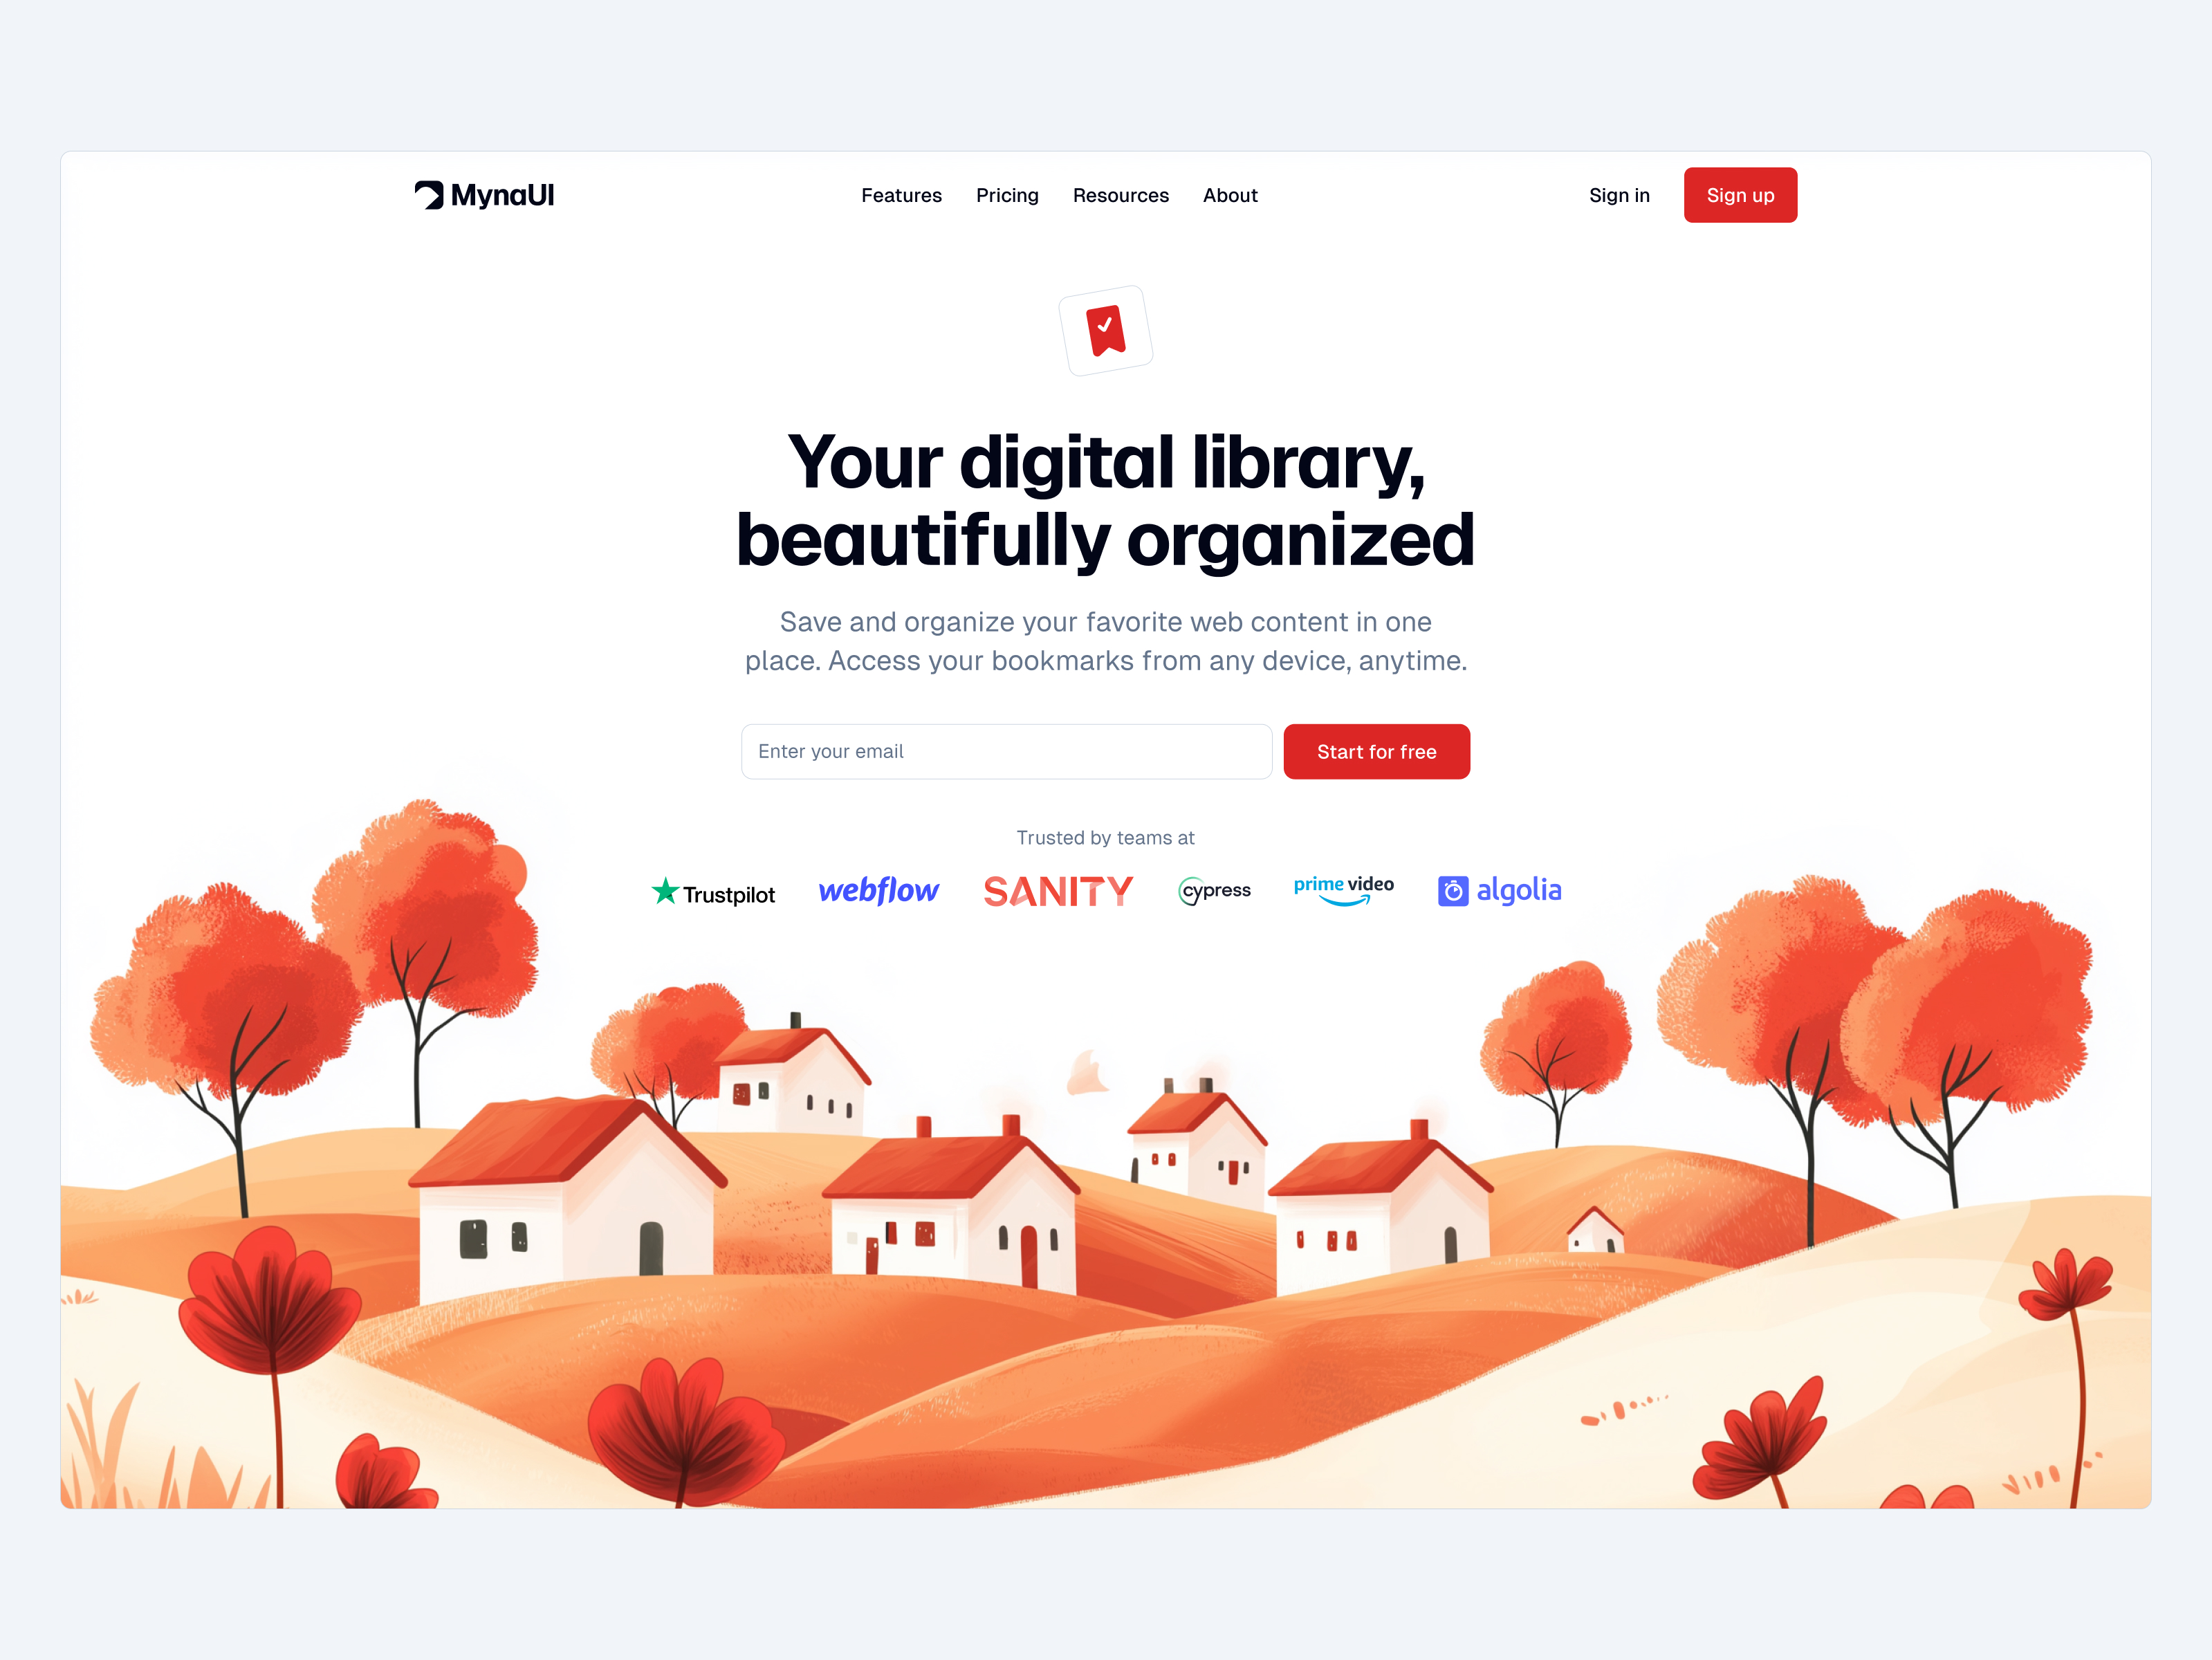 MynaUI
Features Pricing Resources About
Sign in Sign up
Your digital library,
beautifully organized
Save and organize your favorite web content in one
place. Access your bookmarks from any device, anytime.
Enter your email Start for free
Trusted by teams at
Trustpilot webflow SANITY cypress prime video algolia